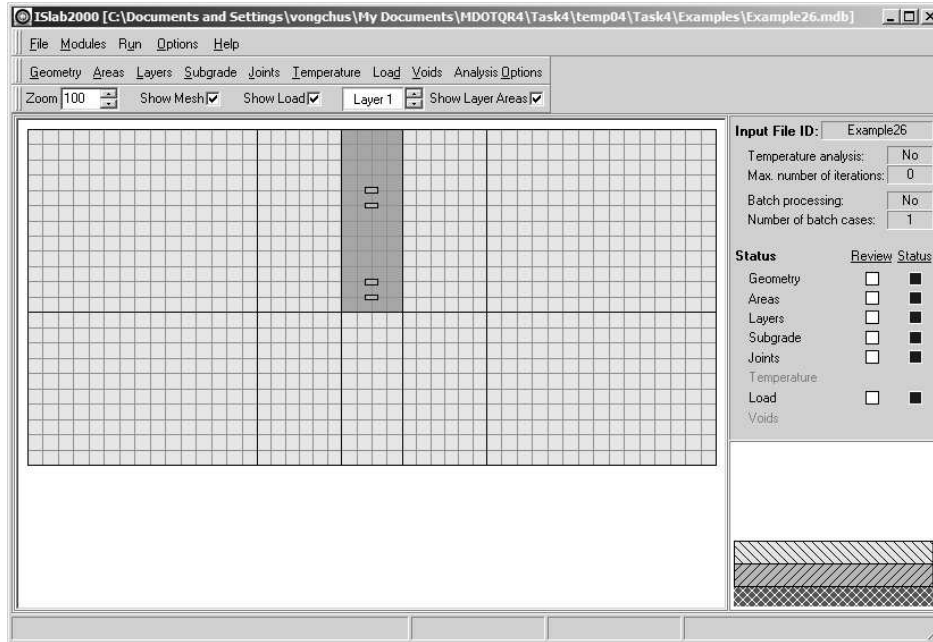 ISlab2000 [C:\Documents and Settings\vongchus\My Documents\MDOTQR4\Task4\temp04\Task4\Examples\Example26.mdb]
File Modules Run Options Help
Geometry Areas Layers Subgrade Joints Temperature Load Voids Analysis Options
Zoom 100 Show Mesh Show Load Layer 1 Show Layer Areas
Input File ID: Example26
Temperature analysis: No
Max. number of iterations: 0
Batch processing: No
Number of batch cases: 1
Status Review Status
Geometry
Areas
Layers
Subgrade
Joints
Temperature
Load
Voids